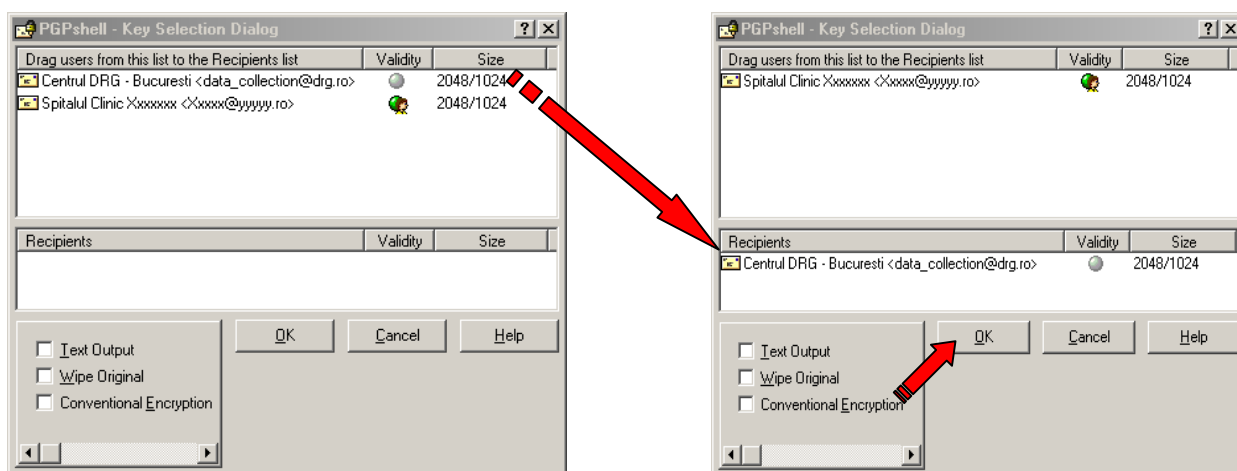 PGPshell - Key Selection Dialog
Drag users from this list to the Recipients list Validity Size
Centrul DRG - Bucuresti <data_collection@drg.ro> 2048/1024
Spitalul Clinic Xxxxxxx <Xxxxx@yyyyy.ro> 2048/1024
Recipients Validity Size
OK Cancel Help
Text Output
Wipe Original
Conventional Encryption
PGPshell - Key Selection Dialog
Drag users from this list to the Recipients list Validity Size
Spitalul Clinic Xxxxxxx <Xxxxx@yyyyy.ro> 2048/1024
Recipients Validity Size
Centrul DRG - Bucuresti <data_collection@drg.ro> 2048/1024
OK Cancel Help
Text Output
Wipe Original
Conventional Encryption